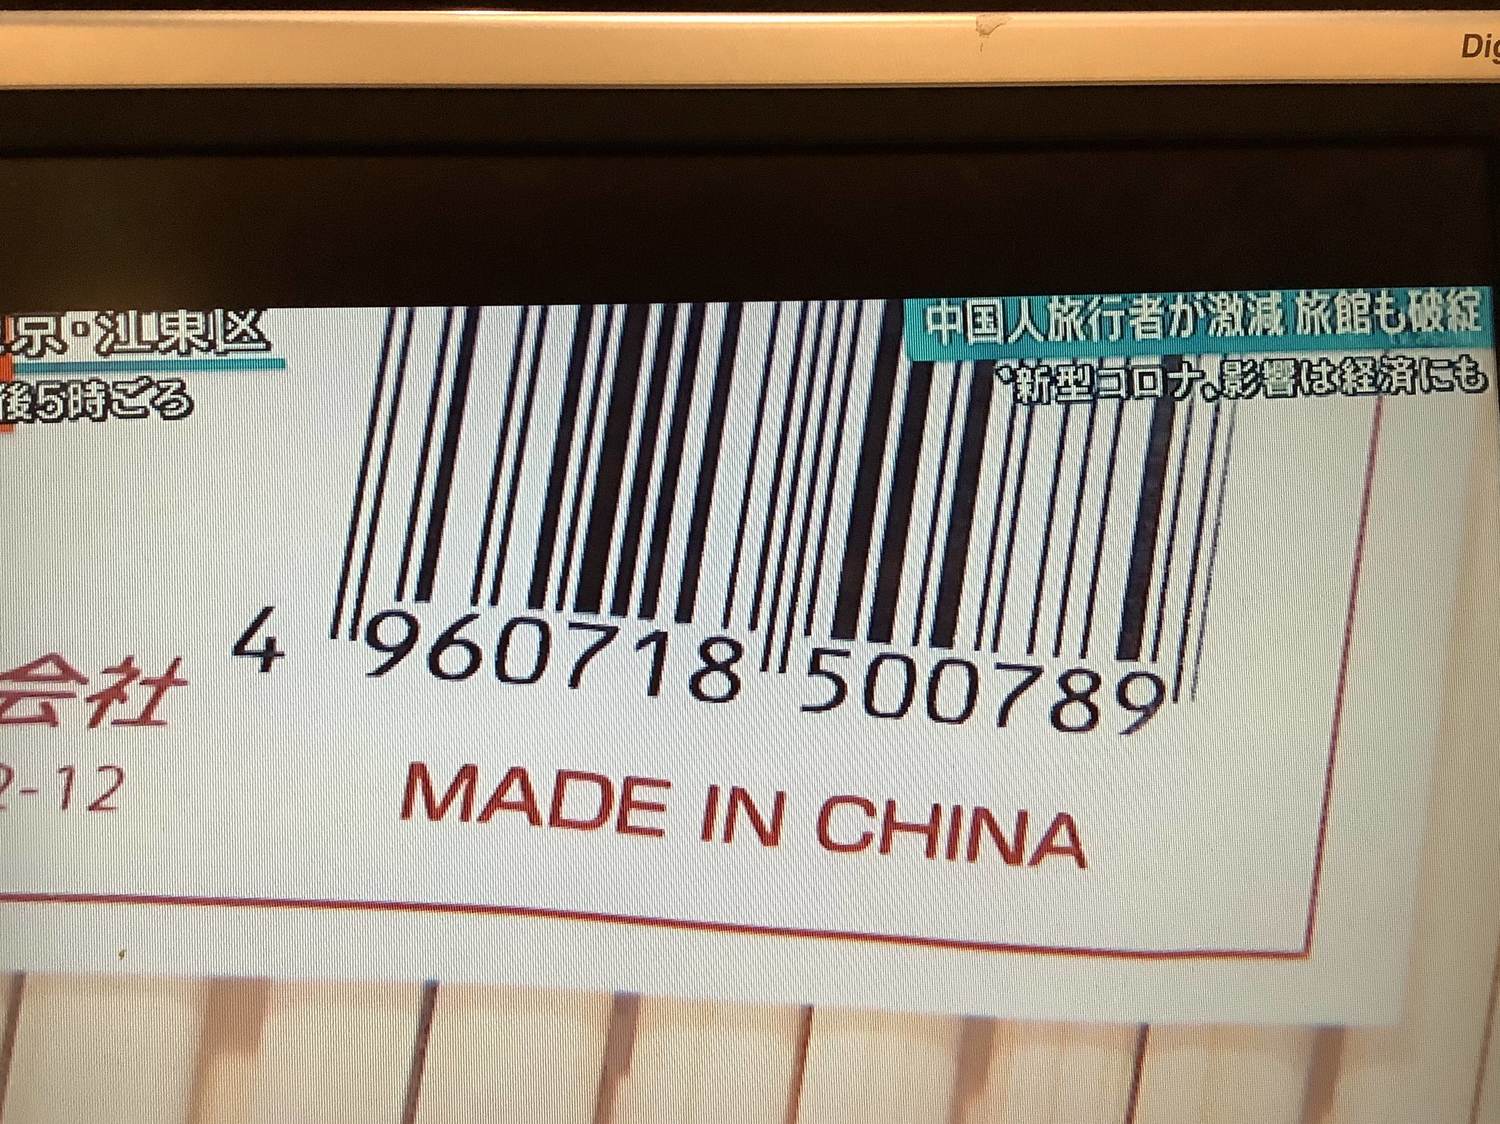 Dig
京・江東区
後5時ごろ
中国人旅行者が激減 旅館も破綻
“新型コロナ、影響は経済にも
4 960718 500789
会社
2-12
MADE IN CHINA